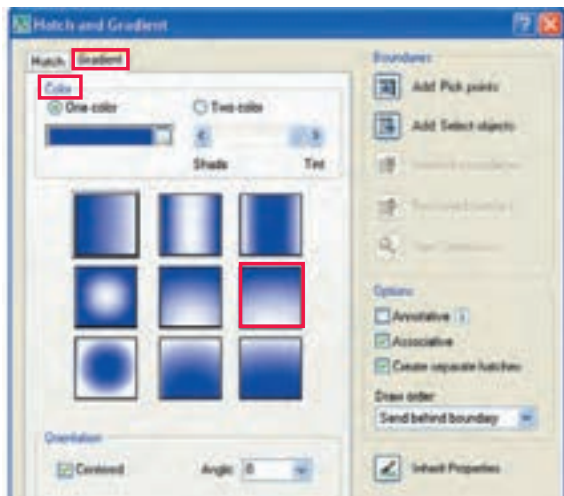 Hatch and Gradient
Hatch Gradient
Color
One color
Two color
Shade Tint
Orientation
Centered
Angle: 0
Boundaries
Add: Pick points
Add: Select objects
Options
Annotative
Associative
Create separate hatches
Draw order:
Send behind boundary
Inherit Properties